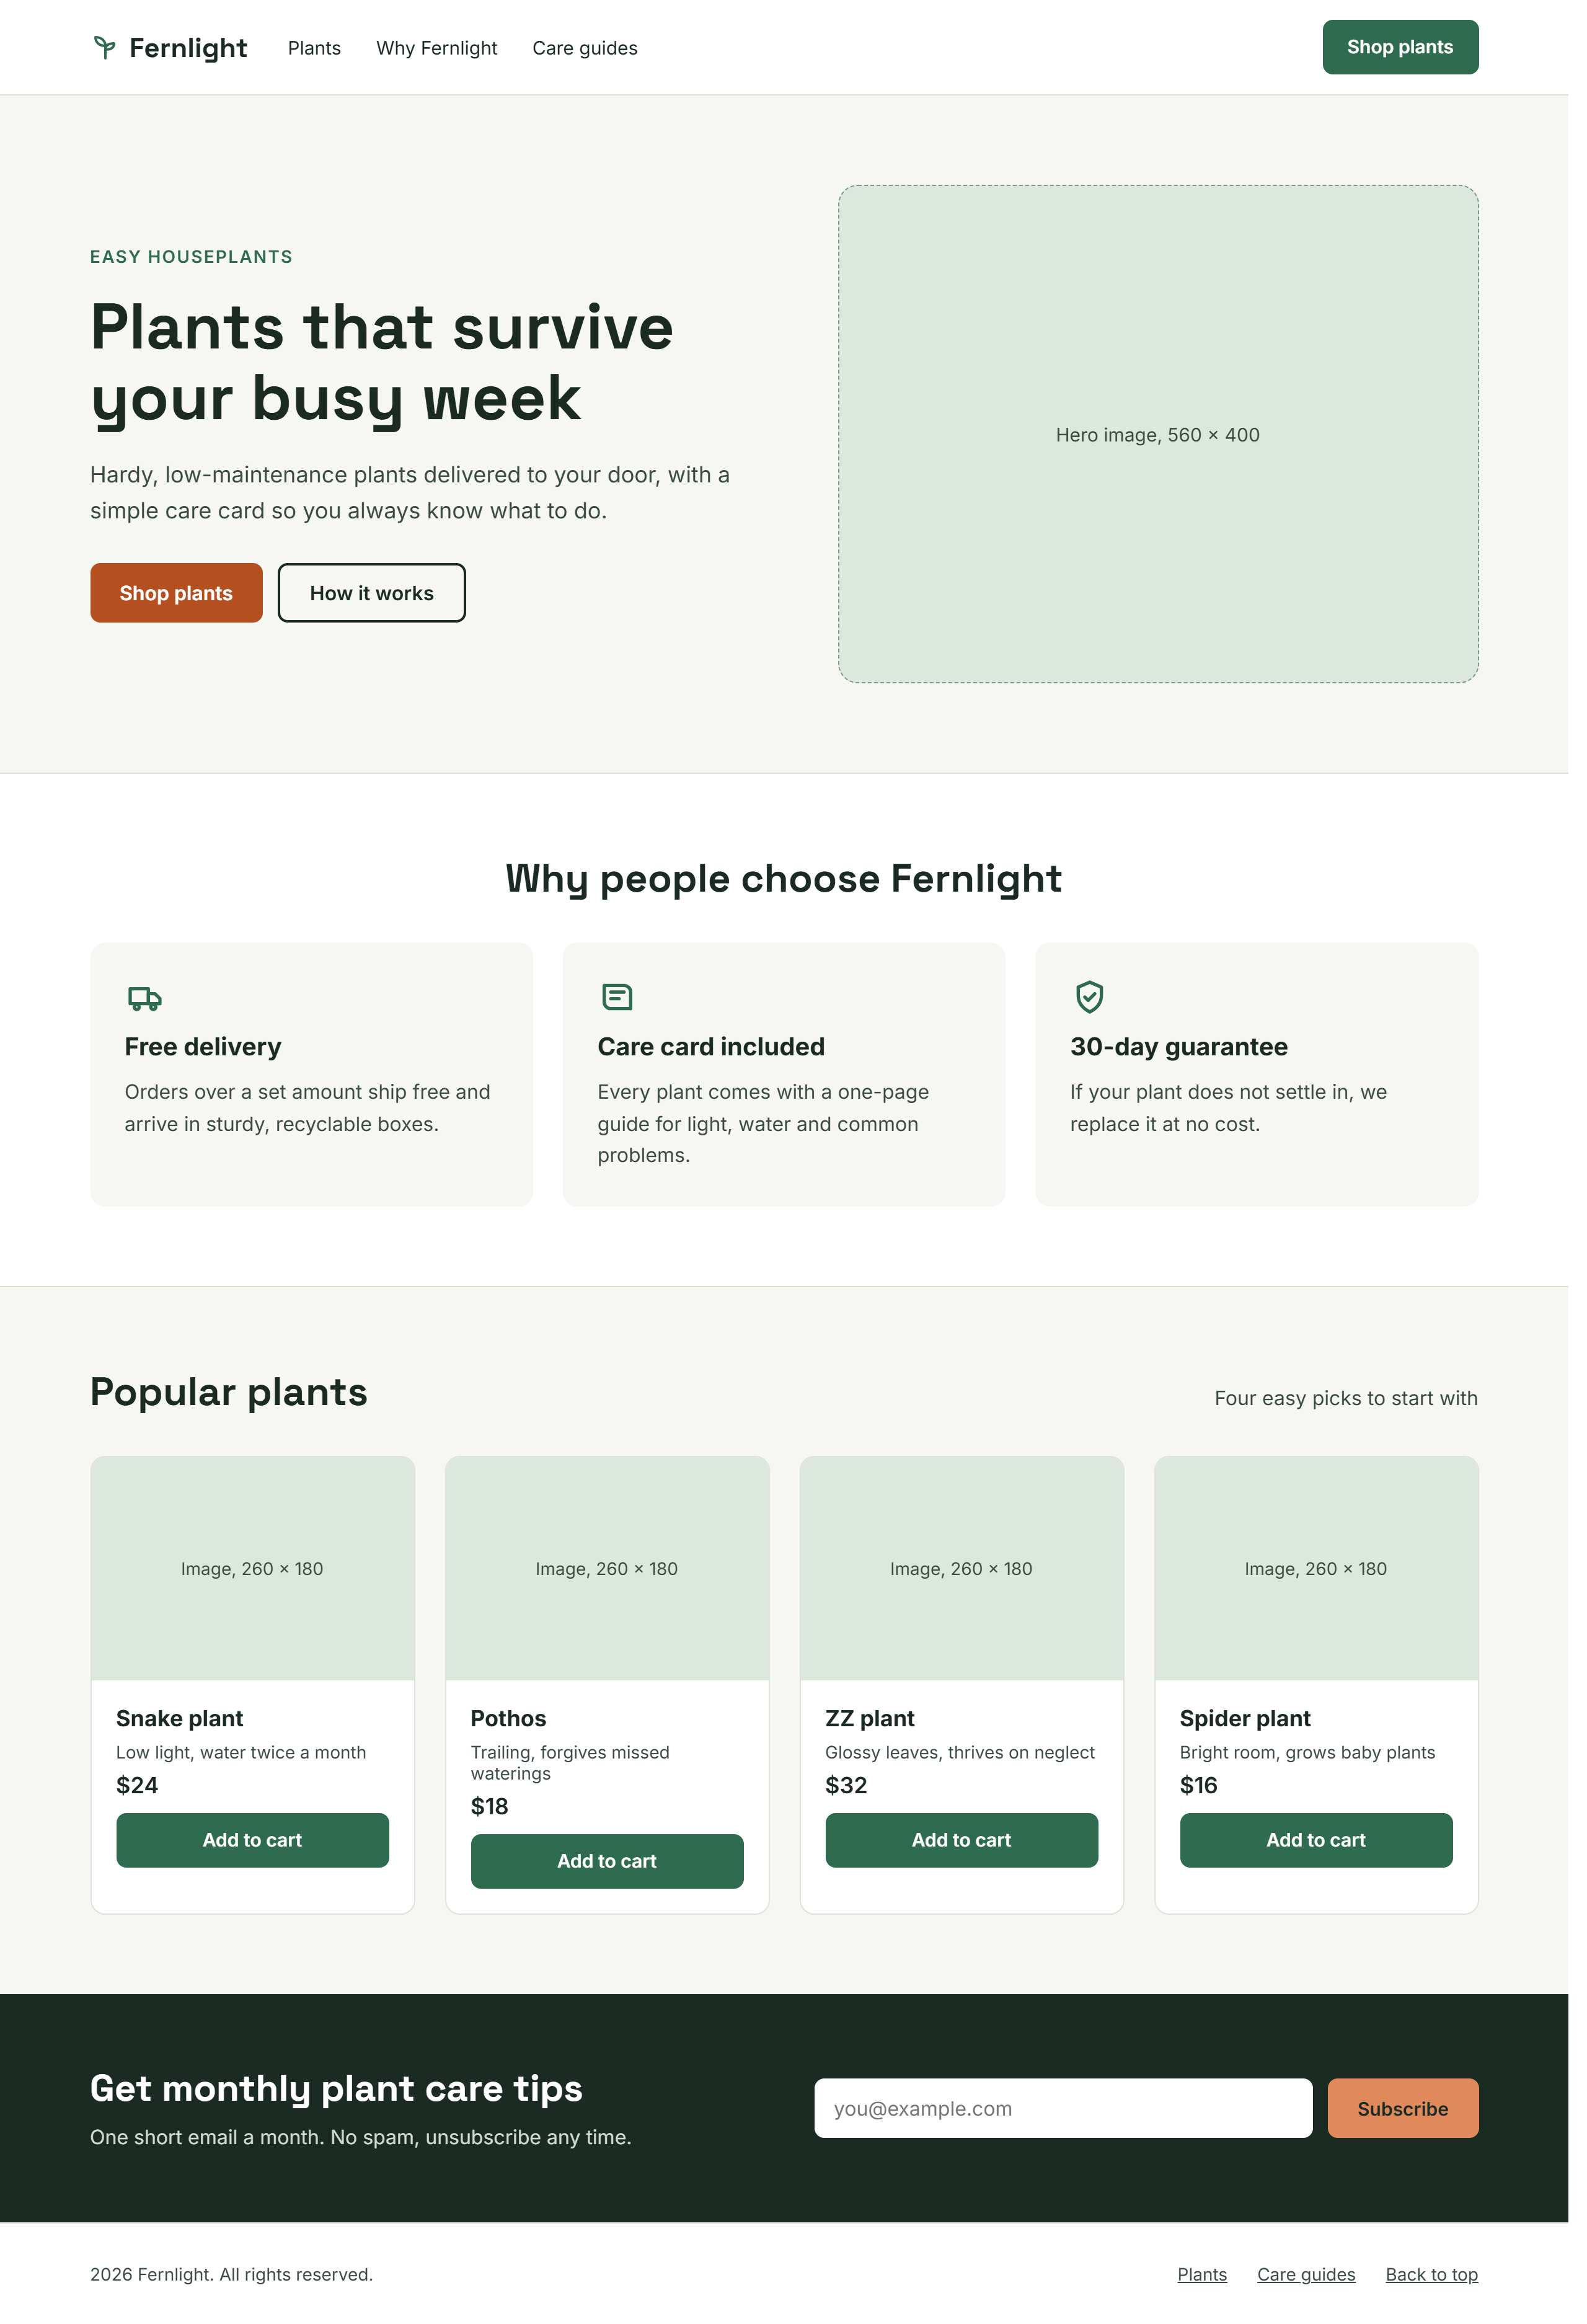 Fernlight
Plants
Why Fernlight
Care guides
Shop plants
EASY HOUSEPLANTS
Plants that survive
your busy week
Hardy, low-maintenance plants delivered to your door, with a
simple care card so you always know what to do.
Shop plants
How it works
Hero image, 560 × 400
Why people choose Fernlight
Free delivery
Orders over a set amount ship free and
arrive in sturdy, recyclable boxes.
Care card included
Every plant comes with a one-page
guide for light, water and common
problems.
30-day guarantee
If your plant does not settle in, we
replace it at no cost.
Popular plants
Four easy picks to start with
Image, 260 × 180
Snake plant
Low light, water twice a month
$24
Add to cart
Image, 260 × 180
Pothos
Trailing, forgives missed
waterings
$18
Add to cart
Image, 260 × 180
ZZ plant
Glossy leaves, thrives on neglect
$32
Add to cart
Image, 260 × 180
Spider plant
Bright room, grows baby plants
$16
Add to cart
Get monthly plant care tips
One short email a month. No spam, unsubscribe any time.
you@example.com
Subscribe
2026 Fernlight. All rights reserved.
Plants
Care guides
Back to top